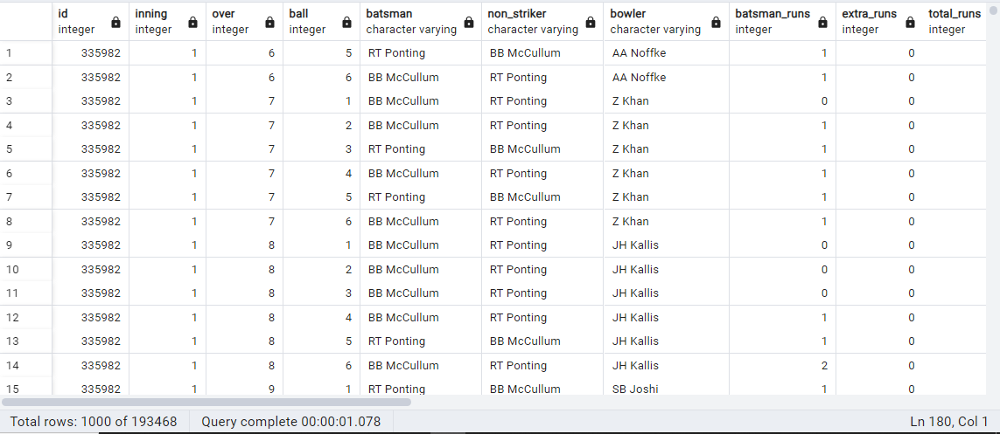 id inning over ball batsman non_striker bowler batsman_runs extra_runs total_runs
integer integer integer integer character varying character varying character varying integer integer integer
1 335982 1 6 5 RT Ponting BB McCullum AA Noffke 1 0
2 335982 1 6 6 BB McCullum RT Ponting AA Noffke 1 0
3 335982 1 7 1 BB McCullum RT Ponting Z Khan 0 0
4 335982 1 7 2 BB McCullum RT Ponting Z Khan 1 0
5 335982 1 7 3 RT Ponting BB McCullum Z Khan 1 0
6 335982 1 7 4 BB McCullum RT Ponting Z Khan 1 0
7 335982 1 7 5 RT Ponting BB McCullum Z Khan 1 0
8 335982 1 7 6 BB McCullum RT Ponting Z Khan 1 0
9 335982 1 8 1 BB McCullum RT Ponting JH Kallis 0 0
10 335982 1 8 2 BB McCullum RT Ponting JH Kallis 0 0
11 335982 1 8 3 BB McCullum RT Ponting JH Kallis 0 0
12 335982 1 8 4 BB McCullum RT Ponting JH Kallis 1 0
13 335982 1 8 5 RT Ponting BB McCullum JH Kallis 1 0
14 335982 1 8 6 BB McCullum RT Ponting JH Kallis 2 0
15 335982 1 9 1 RT Ponting BB McCullum SB Joshi 1 0
Total rows: 1000 of 193468 Query complete 00:00:01.078 Ln 180, Col 1